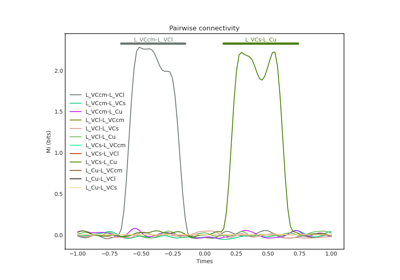 Pairwise connectivity
L_VCcm-L_VCl
L_VCs-L_Cu
2.0
1.5
1.0
0.5
0.0
MI (bits)
L_VCcm-L_VCl
L_VCcm-L_VCs
L_VCcm-L_Cu
L_VCl-L_VCcm
L_VCl-L_VCs
L_VCl-L_Cu
L_VCs-L_VCcm
L_VCs-L_VCl
L_VCs-L_Cu
L_Cu-L_VCcm
L_Cu-L_VCl
L_Cu-L_VCs
−1.00 −0.75 −0.50 −0.25 0.00 0.25 0.50 0.75 1.00
Times